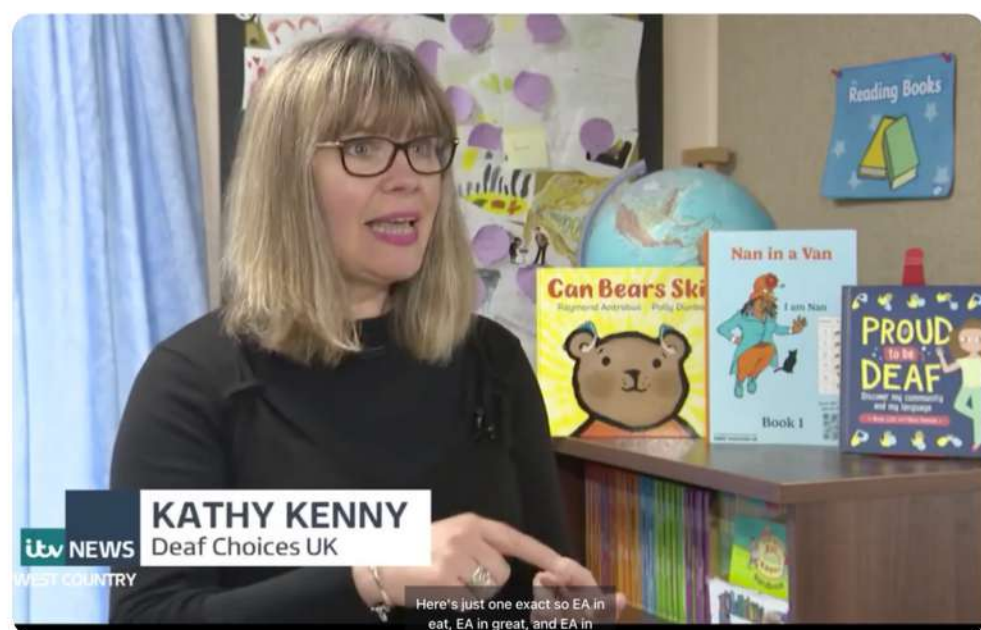 Reading Books
Can Bears Ski
Raymond Antrobus Polly Dunbar
Nan in a Van
I am Nan
Book 1
PROUD
to be
DEAF
Discover my community
and my language
KATHY KENNY
Deaf Choices UK
itv NEWS
WEST COUNTRY
Here's just one exact so EA in
eat, EA in great, and EA in